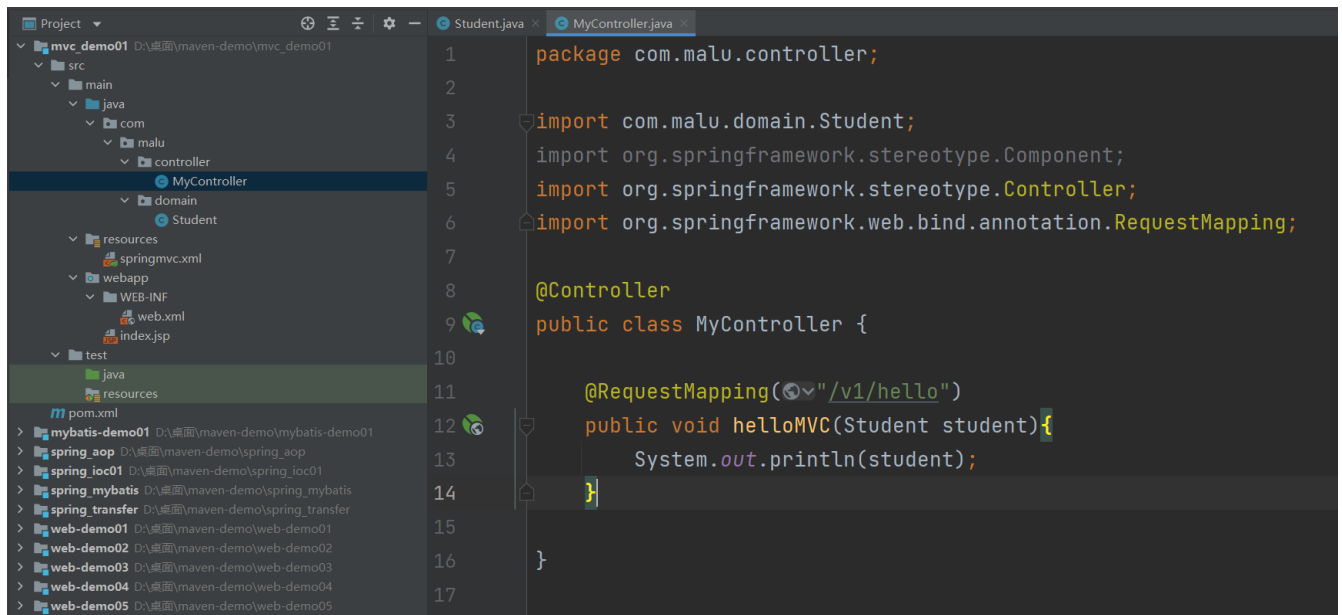 Project
Student.java
MyController.java
mvc_demo01 D:\桌面\maven-demo\mvc_demo01
src
main
java
com
malu
controller
MyController
domain
Student
resources
springmvc.xml
webapp
WEB-INF
web.xml
index.jsp
test
java
resources
pom.xml
mybatis-demo01 D:\桌面\maven-demo\mybatis-demo01
spring_aop D:\桌面\maven-demo\spring_aop
spring_ioc01 D:\桌面\maven-demo\spring_ioc01
spring_mybatis D:\桌面\maven-demo\spring_mybatis
spring_transfer D:\桌面\maven-demo\spring_transfer
web-demo01 D:\桌面\maven-demo\web-demo01
web-demo02 D:\桌面\maven-demo\web-demo02
web-demo03 D:\桌面\maven-demo\web-demo03
web-demo04 D:\桌面\maven-demo\web-demo04
web-demo05 D:\桌面\maven-demo\web-demo05
1 package com.malu.controller;
2
3 import com.malu.domain.Student;
4 import org.springframework.stereotype.Component;
5 import org.springframework.stereotype.Controller;
6 import org.springframework.web.bind.annotation.RequestMapping;
7
8 @Controller
9 public class MyController {
10
11 @RequestMapping("/v1/hello")
12 public void helloMVC(Student student){
13 System.out.println(student);
14 }
15
16 }
17